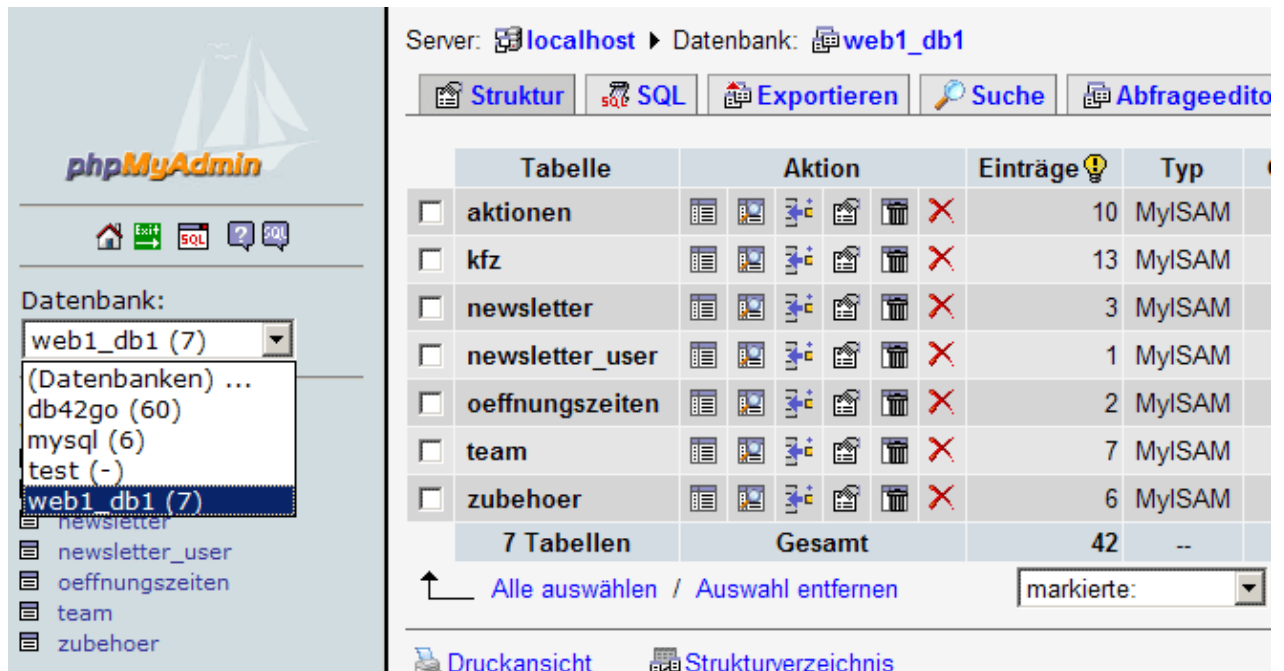 phpMyAdmin
Exit
SQL
?
SQL
Datenbank:
web1_db1 (7)
(Datenbanken) ...
db42go (60)
mysql (6)
test (-)
web1_db1 (7)
newsletter
newsletter_user
oeffnungszeiten
team
zubehoer
Server: localhost ▸ Datenbank: web1_db1
Struktur SQL Exportieren Suche Abfrageedito
Tabelle Aktion Einträge Typ
aktionen 10 MyISAM
kfz 13 MyISAM
newsletter 3 MyISAM
newsletter_user 1 MyISAM
oeffnungszeiten 2 MyISAM
team 7 MyISAM
zubehoer 6 MyISAM
7 Tabellen Gesamt 42 --
Alle auswählen / Auswahl entfernen markierte:
Druckansicht Strukturverzeichnis